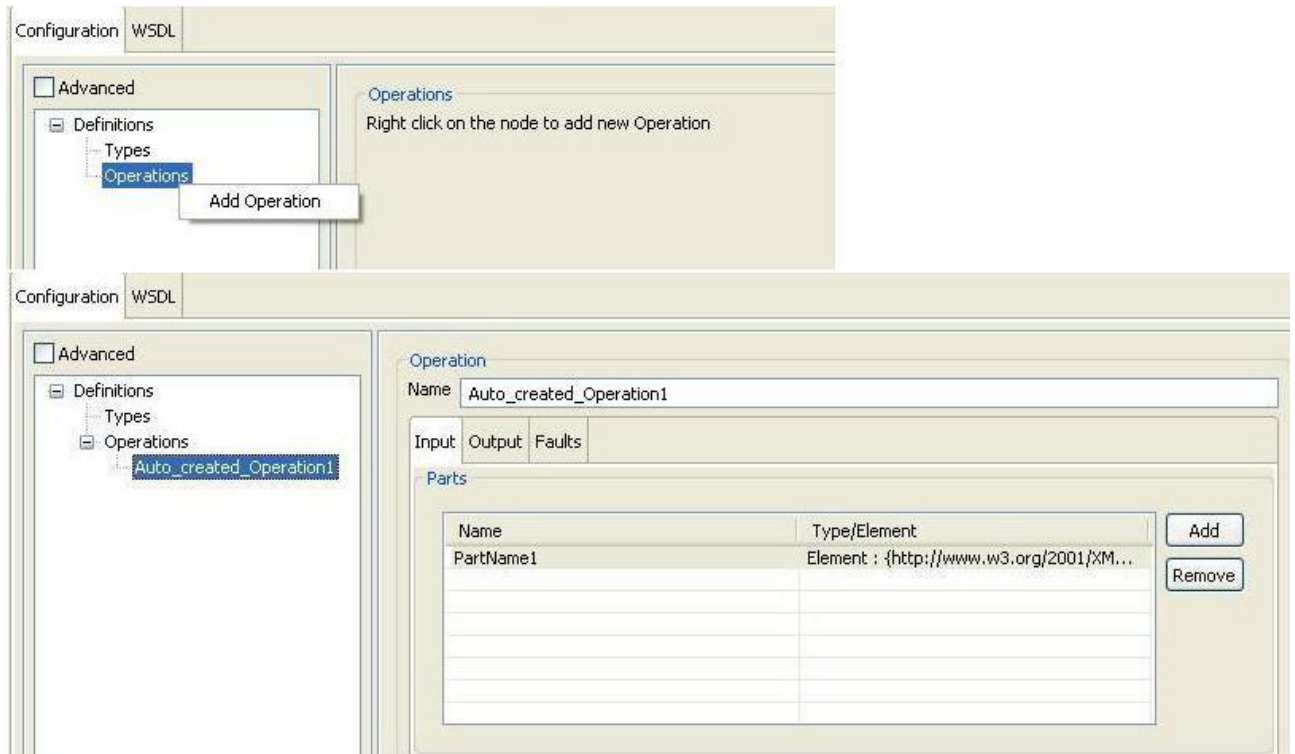 Configuration WSDL
Advanced
Definitions
Types
Operations
Add Operation
Operations
Right click on the node to add new Operation
Configuration WSDL
Advanced
Definitions
Types
Operations
Auto_created_Operation1
Operation
Name Auto_created_Operation1
Input Output Faults
Parts
Name Type/Element
PartName1 Element : {http://www.w3.org/2001/XM...
Add
Remove